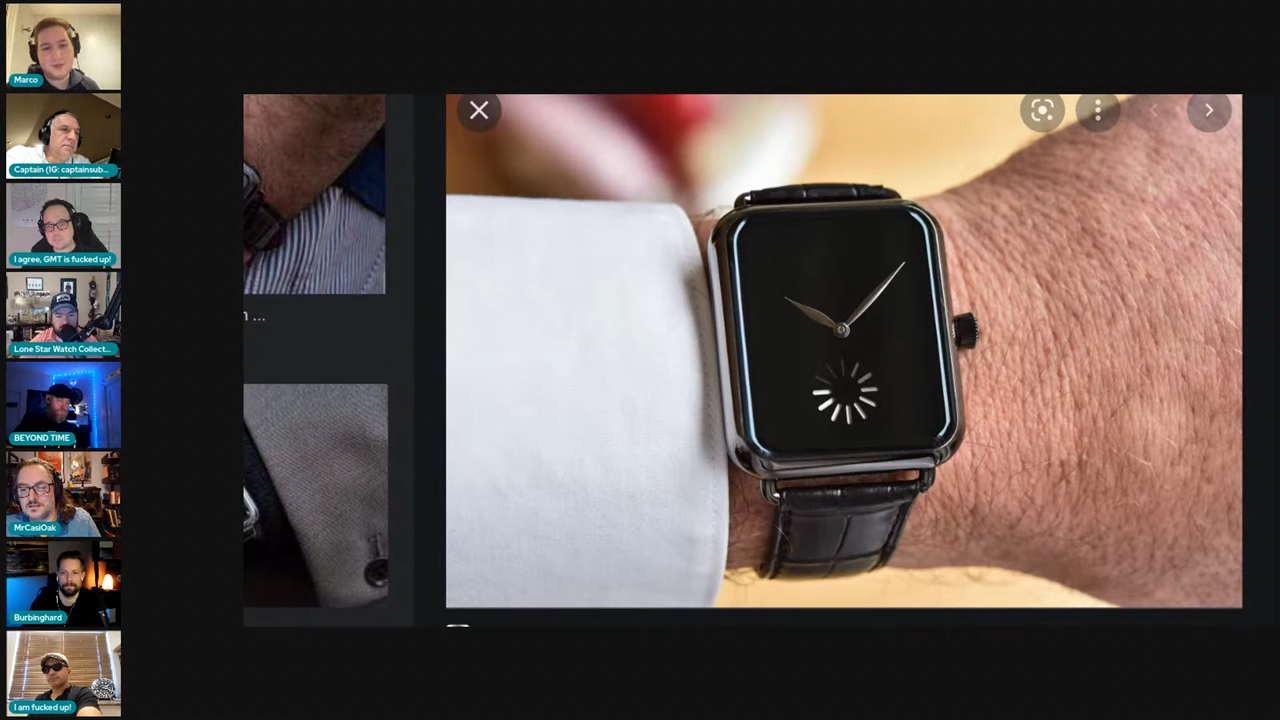 Marco
Captain (IG: captainsub...
I agree, GMT is fucked up!
Lone Star Watch Collect...
BEYOND TIME
MrCasiOak
Burbinghard
I am fucked up!
...